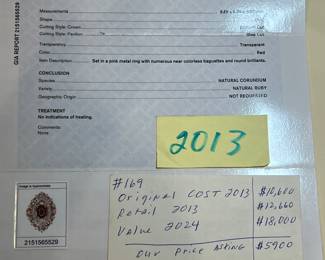 GIA REPORT 2151565529
Measurements
Shape
Cutting Style: Crown
Cutting Style: Pavilion Step Cut
Transparency Transparent
Color Red
Item Description: Set in a pink metal ring with numerous near colorless baguettes and round brilliants.
CONCLUSION
Species NATURAL CORUNDUM
Variety NATURAL RUBY
Geographic Origin NOT REQUESTED
TREATMENT
No indications of heating.
Comments:
None
2013
Image is Approximate
2151565529
#169
Original Cost 2013 $10,610
Retail 2013 $12,660
Value 2024 $18,000
Our Price Asking $5900